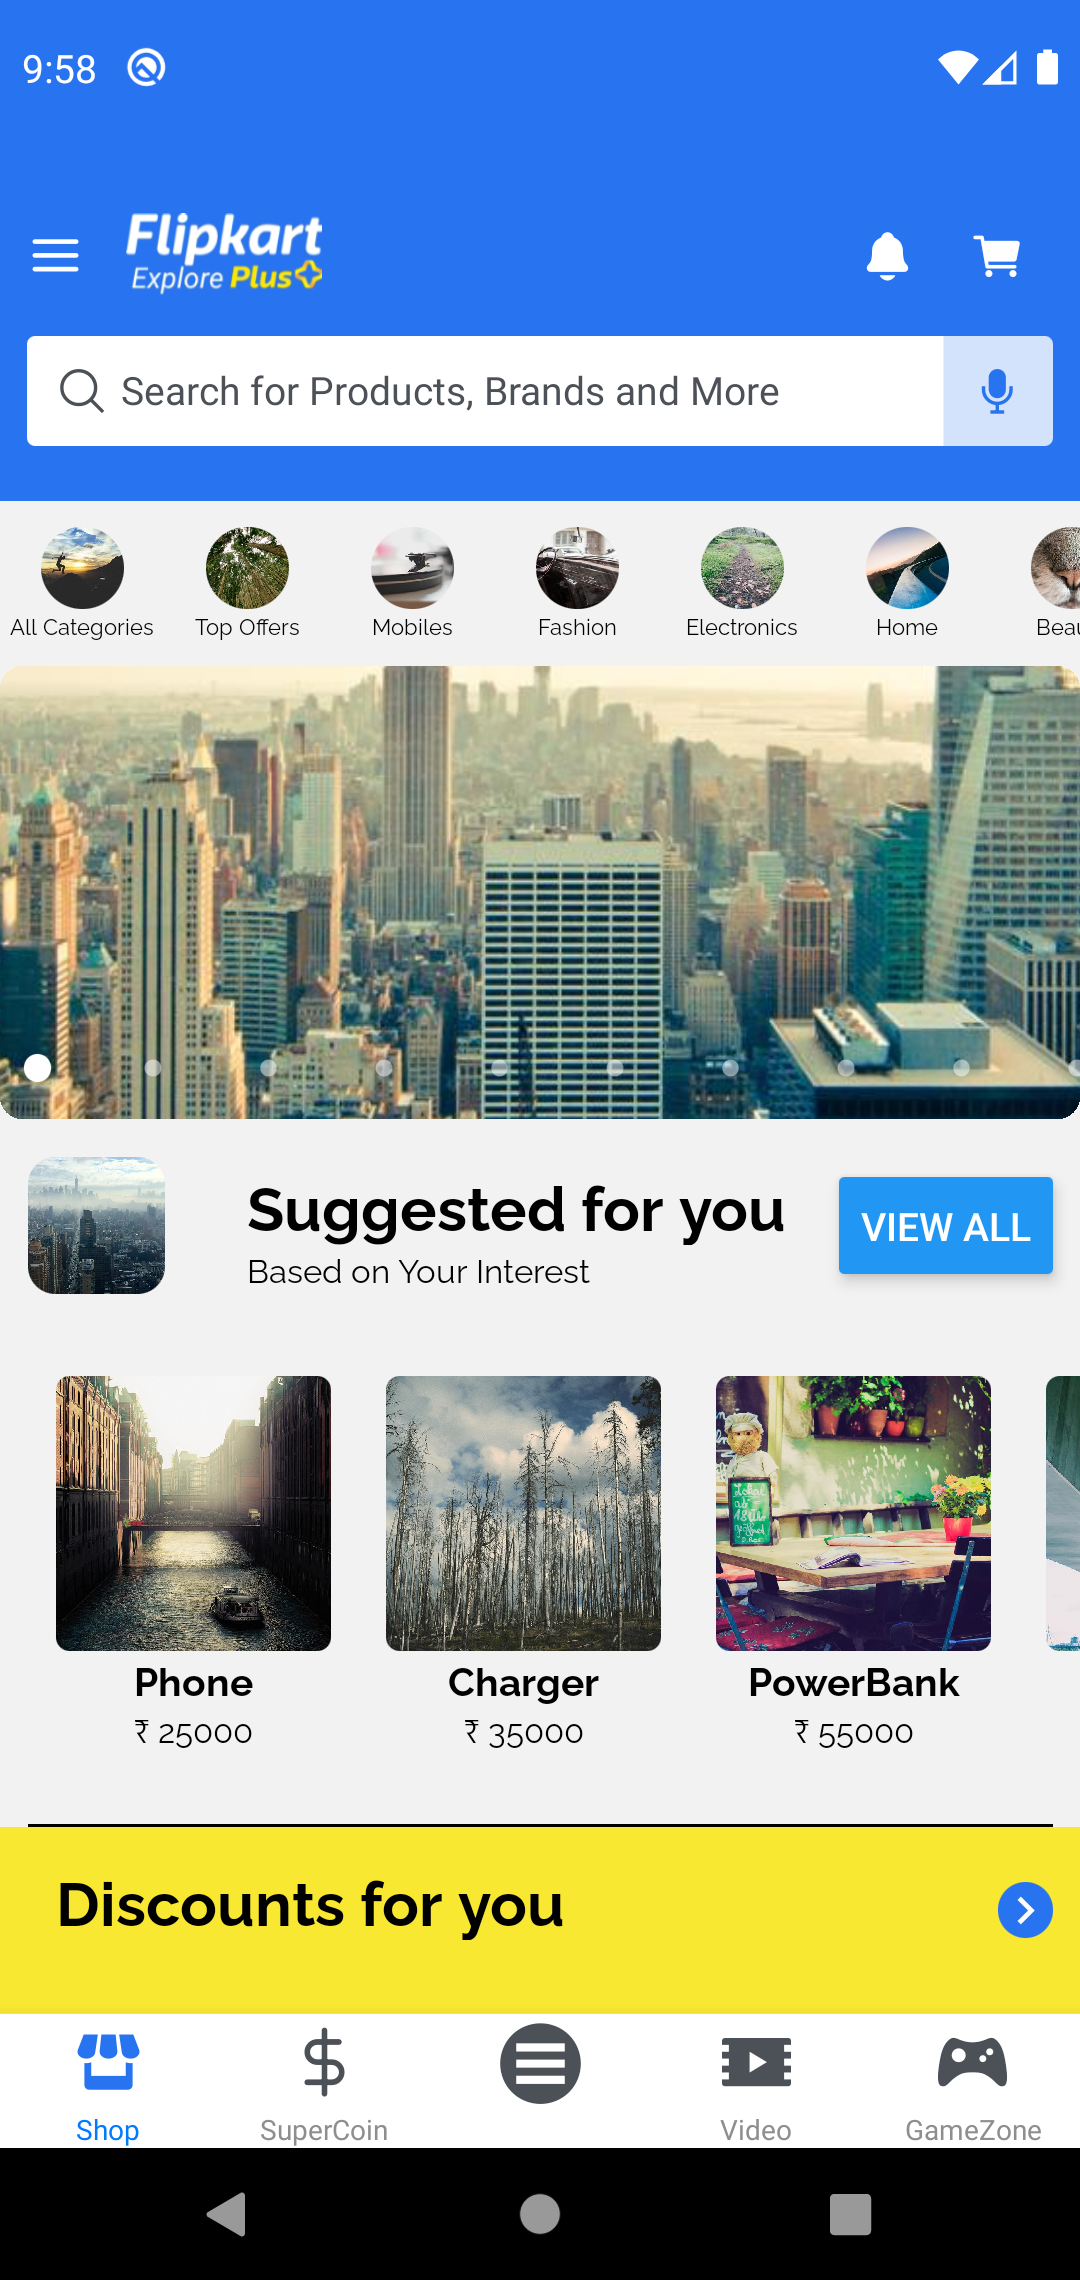 9:58
Flipkart
Explore Plus
Search for Products, Brands and More
All Categories
Top Offers
Mobiles
Fashion
Electronics
Home
Beau
Suggested for you
Based on Your Interest
VIEW ALL
Lokal
ab
Phone
Charger
PowerBank
₹ 25000
₹ 35000
₹ 55000
Discounts for you
Shop
SuperCoin
Video
GameZone